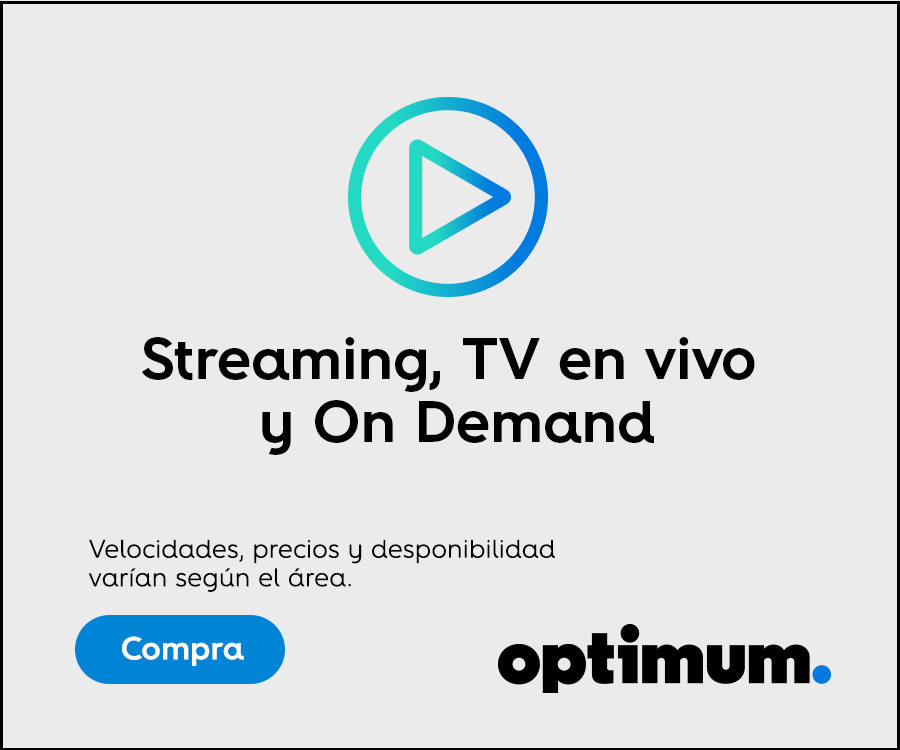 Streaming, TV en vivo
y On Demand
Velocidades, precios y desponibilidad
varían según el área.
Compra
optimum.